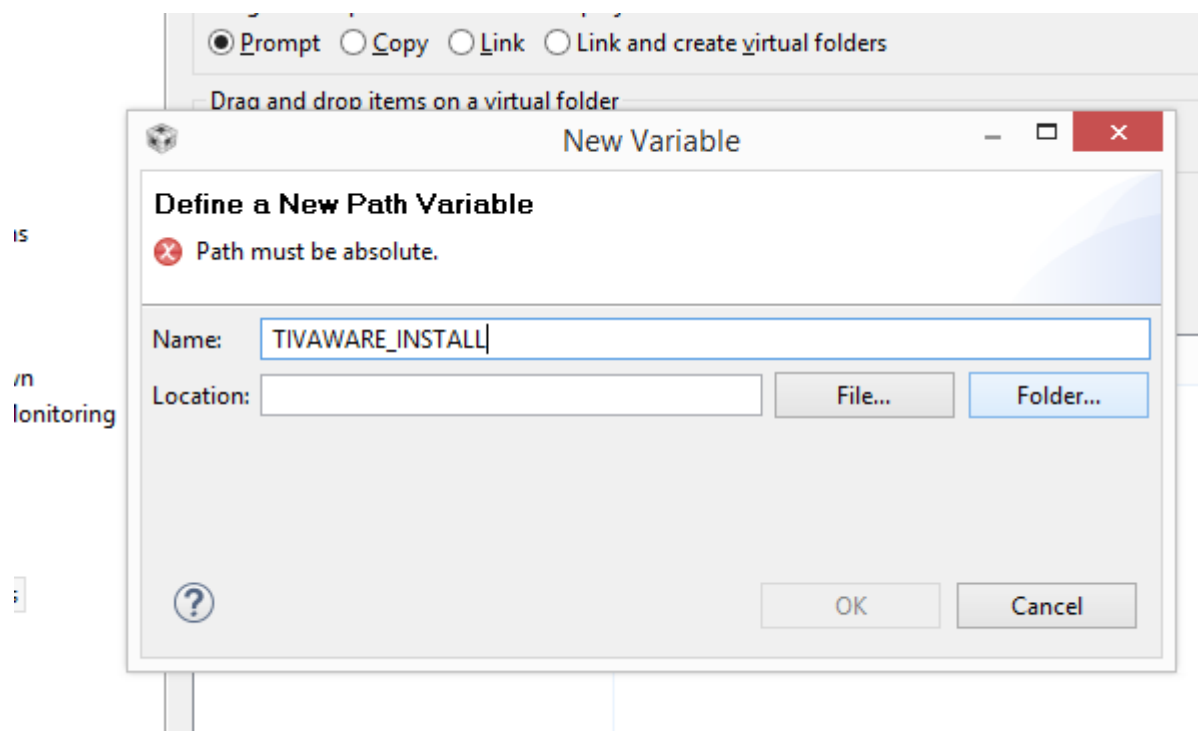 Prompt Copy Link Link and create virtual folders
Drag and drop items on a virtual folder
New Variable
Define a New Path Variable
Path must be absolute.
Name: TIVAWARE_INSTALL
Location: File... Folder...
onitoring
? OK Cancel